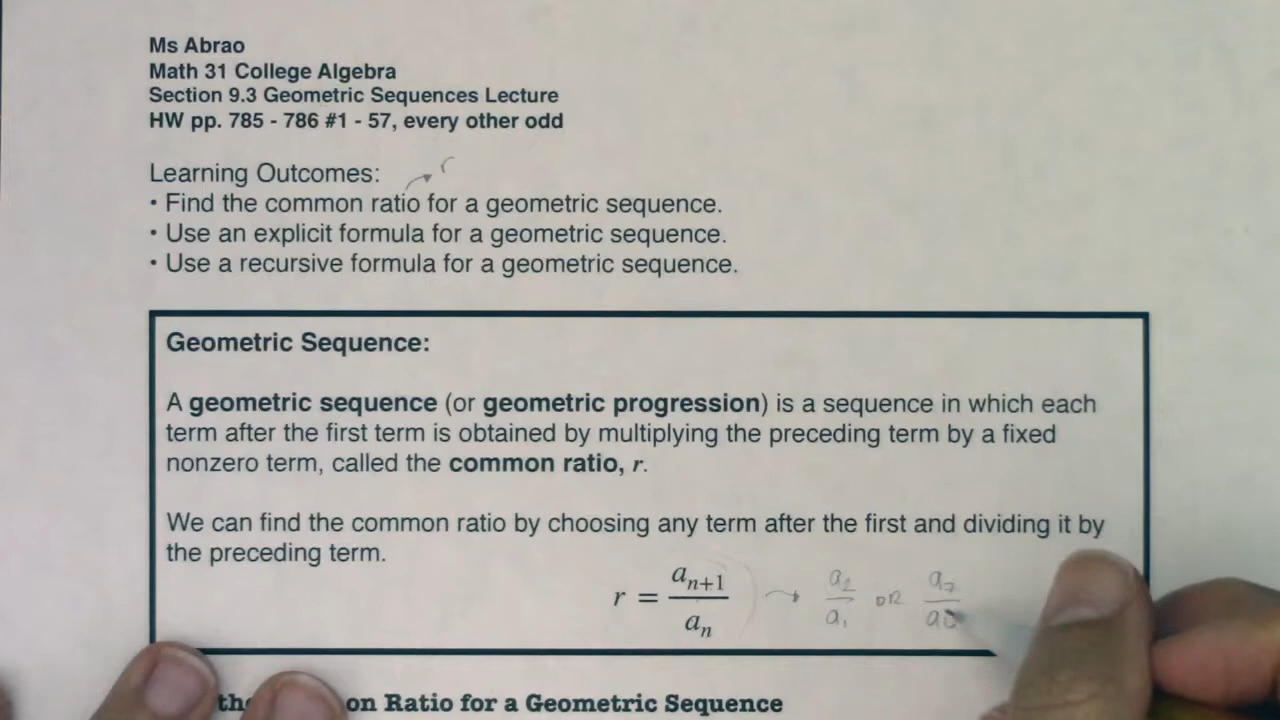 Ms Abrao
Math 31 College Algebra
Section 9.3 Geometric Sequences Lecture
HW pp. 785 - 786 #1 - 57, every other odd
Learning Outcomes:
r
• Find the common ratio for a geometric sequence.
• Use an explicit formula for a geometric sequence.
• Use a recursive formula for a geometric sequence.
Geometric Sequence:
A geometric sequence (or geometric progression) is a sequence in which each
term after the first term is obtained by multiplying the preceding term by a fixed
nonzero term, called the common ratio, r.
We can find the common ratio by choosing any term after the first and dividing it by
the preceding term.
r = aₙ₊₁ / aₙ → a₂ / a₁ OR a₇ /
on Ratio for a Geometric Sequence